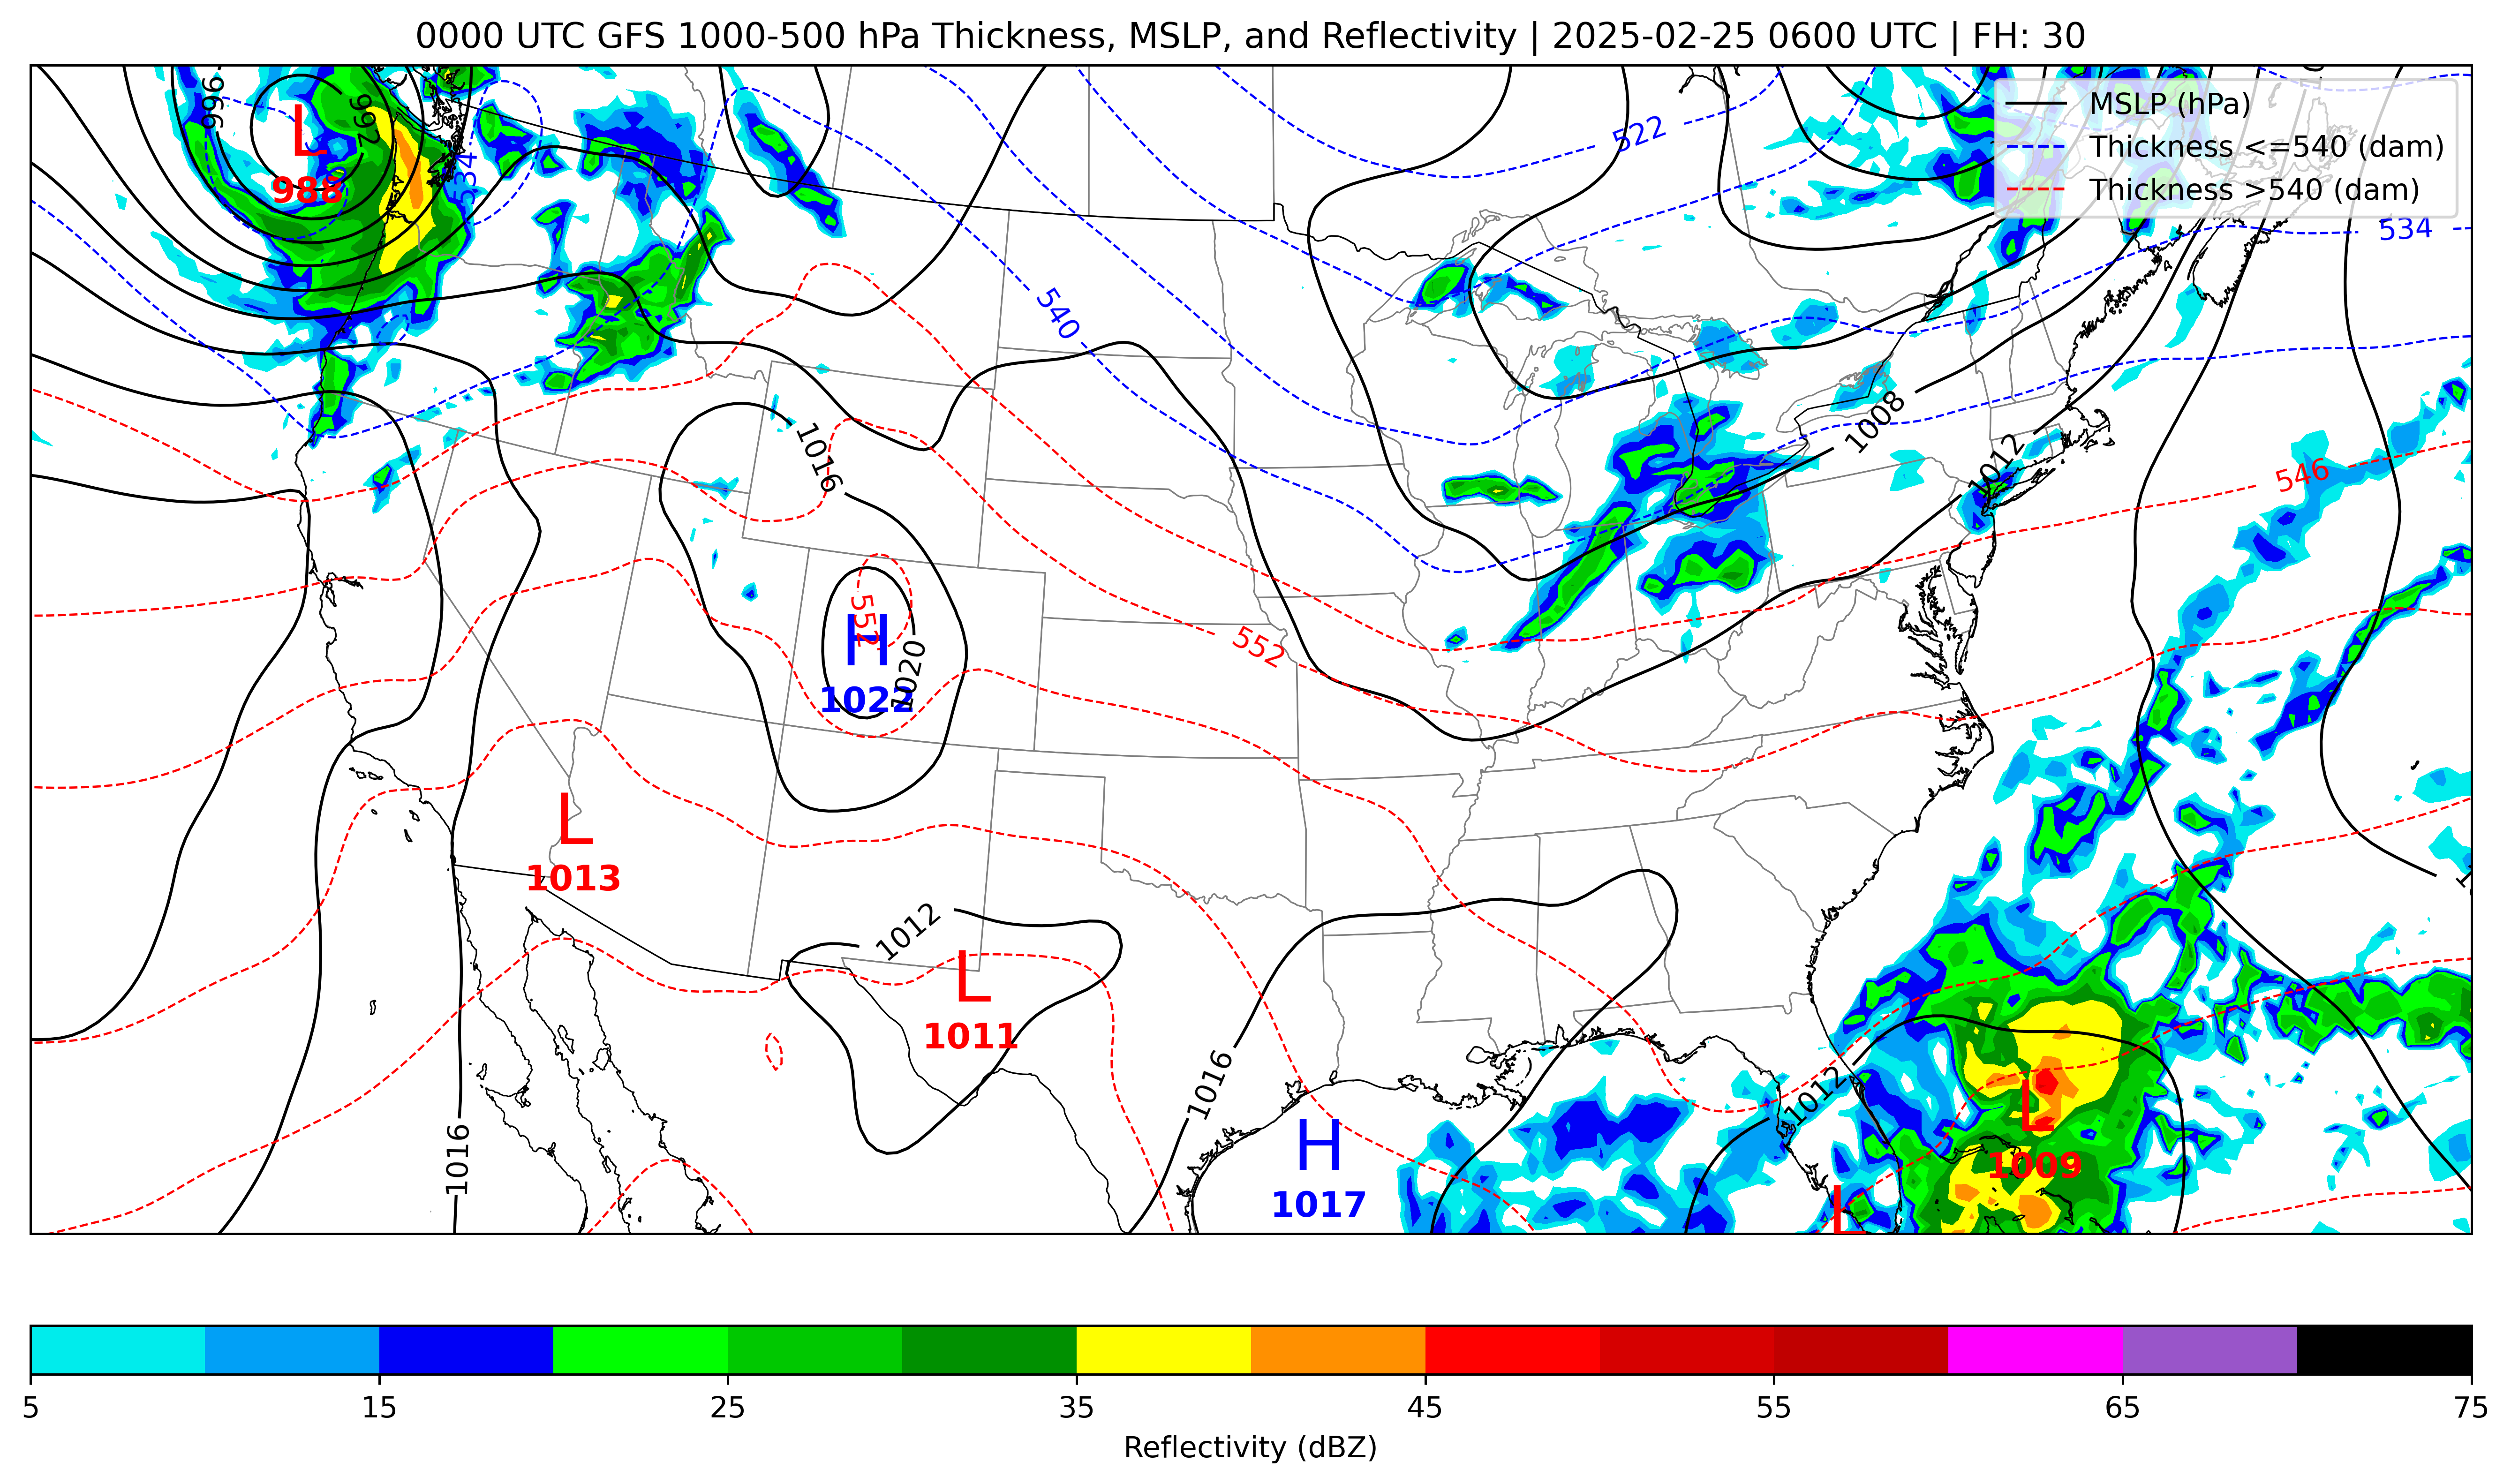 0000 UTC GFS 1000-500 hPa Thickness, MSLP, and Reflectivity | 2025-02-25 0600 UTC | FH: 30
MSLP (hPa)
Thickness <=540 (dam)
Thickness >540 (dam)
996
992
L
988
534
522
534
540
1008
1016
1012
546
552
H
1022
1020
552
L
1013
1012
L
1011
1016
1012
L
1009
1016
H
1017
L
5 15 25 35 45 55 65 75
Reflectivity (dBZ)